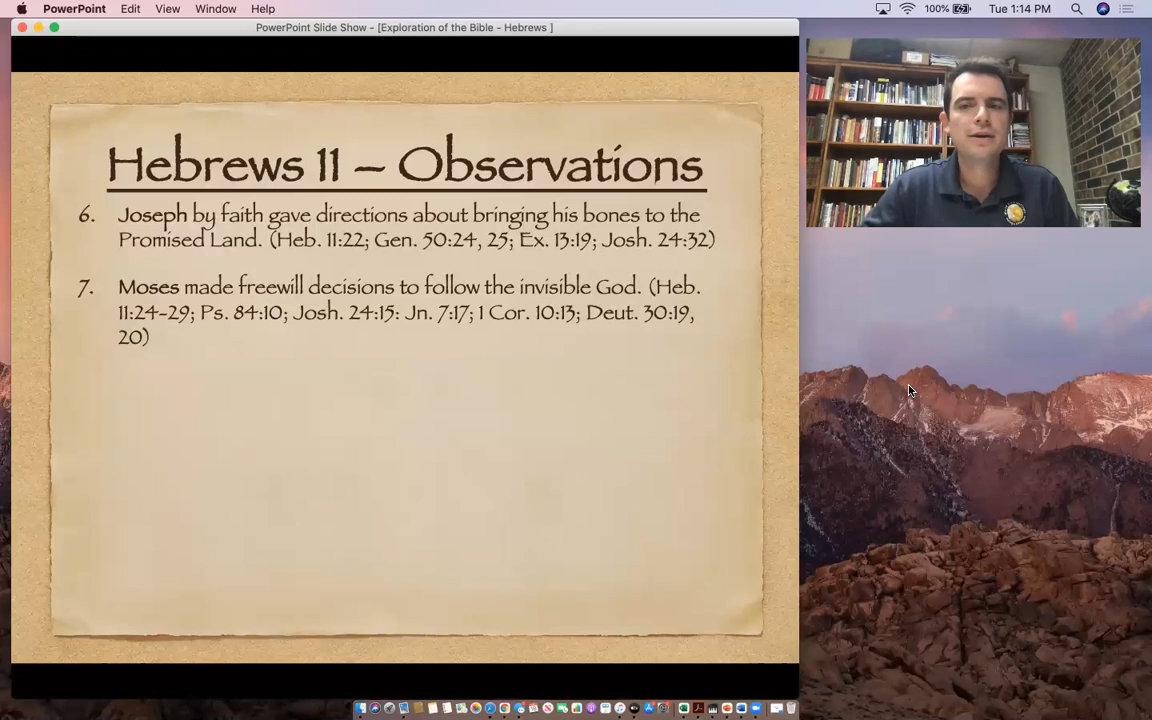 PowerPoint Edit View Window Help 100% Tue 1:14 PM
PowerPoint Slide Show - [Exploration of the Bible - Hebrews ]
Hebrews 11 – Observations
6. Joseph by faith gave directions about bringing his bones to the
Promised Land. (Heb. 11:22; Gen. 50:24, 25; Ex. 13:19; Josh. 24:32)
7. Moses made freewill decisions to follow the invisible God. (Heb.
11:24-29; Ps. 84:10; Josh. 24:15: Jn. 7:17; 1 Cor. 10:13; Deut. 30:19,
20)